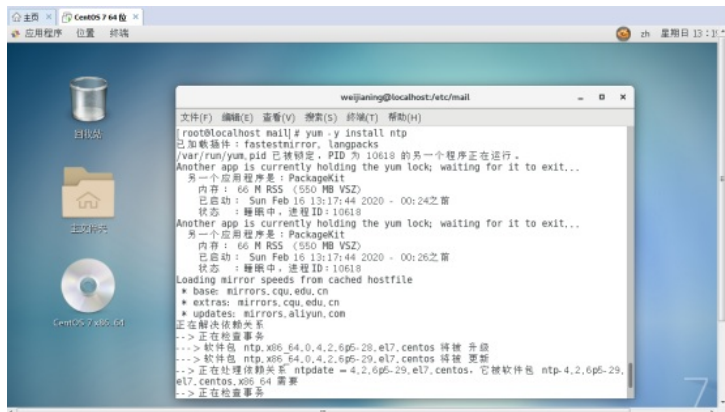 主页 × CentOS 7 64 位 ×
应用程序 位置 终端 zh 星期日 13:1
weijianing@localhost:/etc/mail
文件(F) 编辑(E) 查看(V) 搜索(S) 终端(T) 帮助(H)
[root@localhost mail]# yum -y install ntp
已加载插件：fastestmirror, langpacks
/var/run/yum.pid 已被锁定，PID 为 10618 的另一个程序正在运行。
Another app is currently holding the yum lock; waiting for it to exit...
另一个应用程序是：PackageKit
内存： 66 M RSS （550 MB VSZ）
已启动： Sun Feb 16 13:17:44 2020 - 00:24之前
状态 ：睡眠中，进程ID：10618
Another app is currently holding the yum lock; waiting for it to exit...
另一个应用程序是：PackageKit
内存： 66 M RSS （550 MB VSZ）
已启动： Sun Feb 16 13:17:44 2020 - 00:26之前
状态 ：睡眠中，进程ID：10618
Loading mirror speeds from cached hostfile
* base: mirrors.cqu.edu.cn
* extras: mirrors.cqu.edu.cn
* updates: mirrors.aliyun.com
正在解决依赖关系
--> 正在检查事务
---> 软件包 ntp.x86_64.0.4.2.6p5-28.el7.centos 将被 升级
---> 软件包 ntp.x86_64.0.4.2.6p5-29.el7.centos 将被 更新
--> 正在处理依赖关系 ntpdate = 4.2.6p5-29.el7.centos，它被软件包 ntp-4.2.6p5-29.
el7.centos.x86_64 需要
--> 正在检查事务
回收站
主文件夹
CentOS 7 x86_64
7